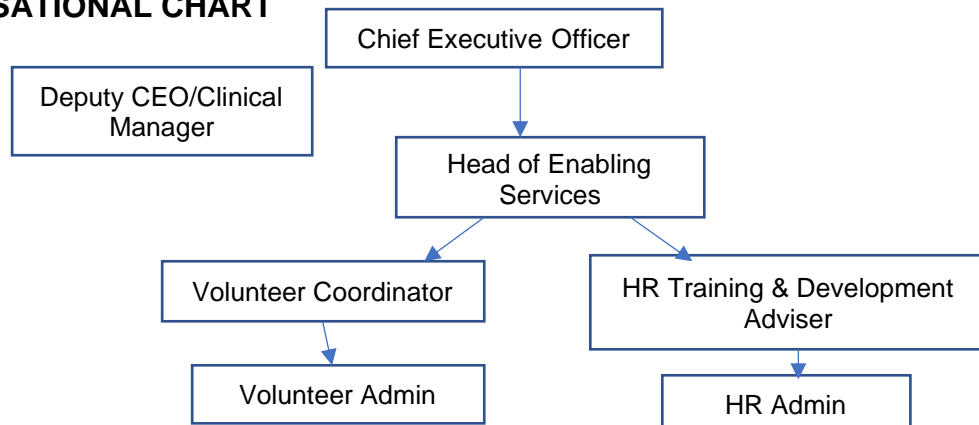 SATIONAL CHART
Chief Executive Officer
Deputy CEO/Clinical
Manager
Head of Enabling
Services
Volunteer Coordinator
HR Training & Development
Adviser
Volunteer Admin
HR Admin